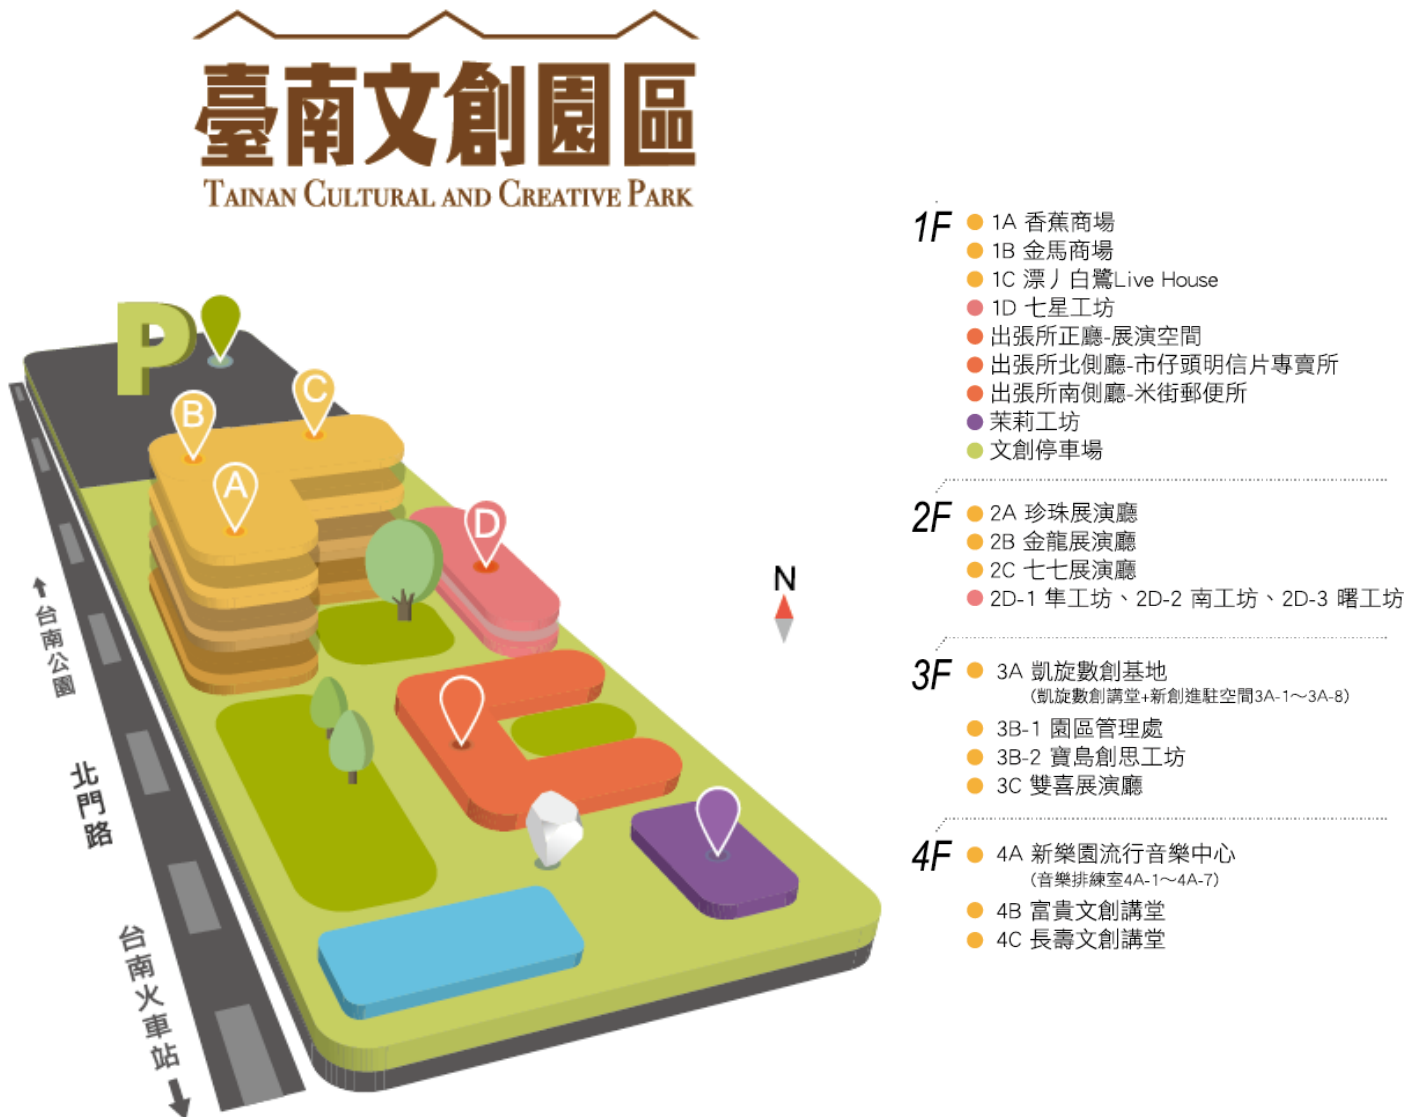 臺南文創園區
TAINAN CULTURAL AND CREATIVE PARK
P
B
C
A
D
N
台南公園
北門路
台南火車站
1F
1A 香蕉商場
1B 金馬商場
1C 漂丿白鷺Live House
1D 七星工坊
出張所正廳-展演空間
出張所北側廳-市仔頭明信片專賣所
出張所南側廳-米街郵便所
茉莉工坊
文創停車場
2F
2A 珍珠展演廳
2B 金龍展演廳
2C 七七展演廳
2D-1 隼工坊、2D-2 南工坊、2D-3 曙工坊
3F
3A 凱旋數創基地
(凱旋數創講堂+新創進駐空間3A-1～3A-8)
3B-1 園區管理處
3B-2 寶島創思工坊
3C 雙喜展演廳
4F
4A 新樂園流行音樂中心
(音樂排練室4A-1～4A-7)
4B 富貴文創講堂
4C 長壽文創講堂